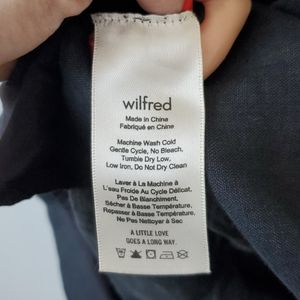 wilfred
Made in China
Fabriqué en Chine
Machine Wash Cold
Gentle Cycle, No Bleach,
Tumble Dry Low,
Low Iron, Do Not Dry Clean
Laver À La Machine à
L'eau Froide Au Cycle Délicat,
Pas De Blanchiment,
Sécher à Basse Température,
Repasser à Basse Température,
Ne Pas Nettoyer à Sac
A LITTLE LOVE
GOES A LONG WAY.